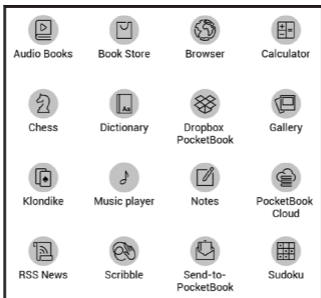 Audio Books Book Store Browser Calculator
Chess Dictionary Dropbox PocketBook Gallery
Klondike Music player Notes PocketBook Cloud
RSS News Scribble Send-to-PocketBook Sudoku
Aa